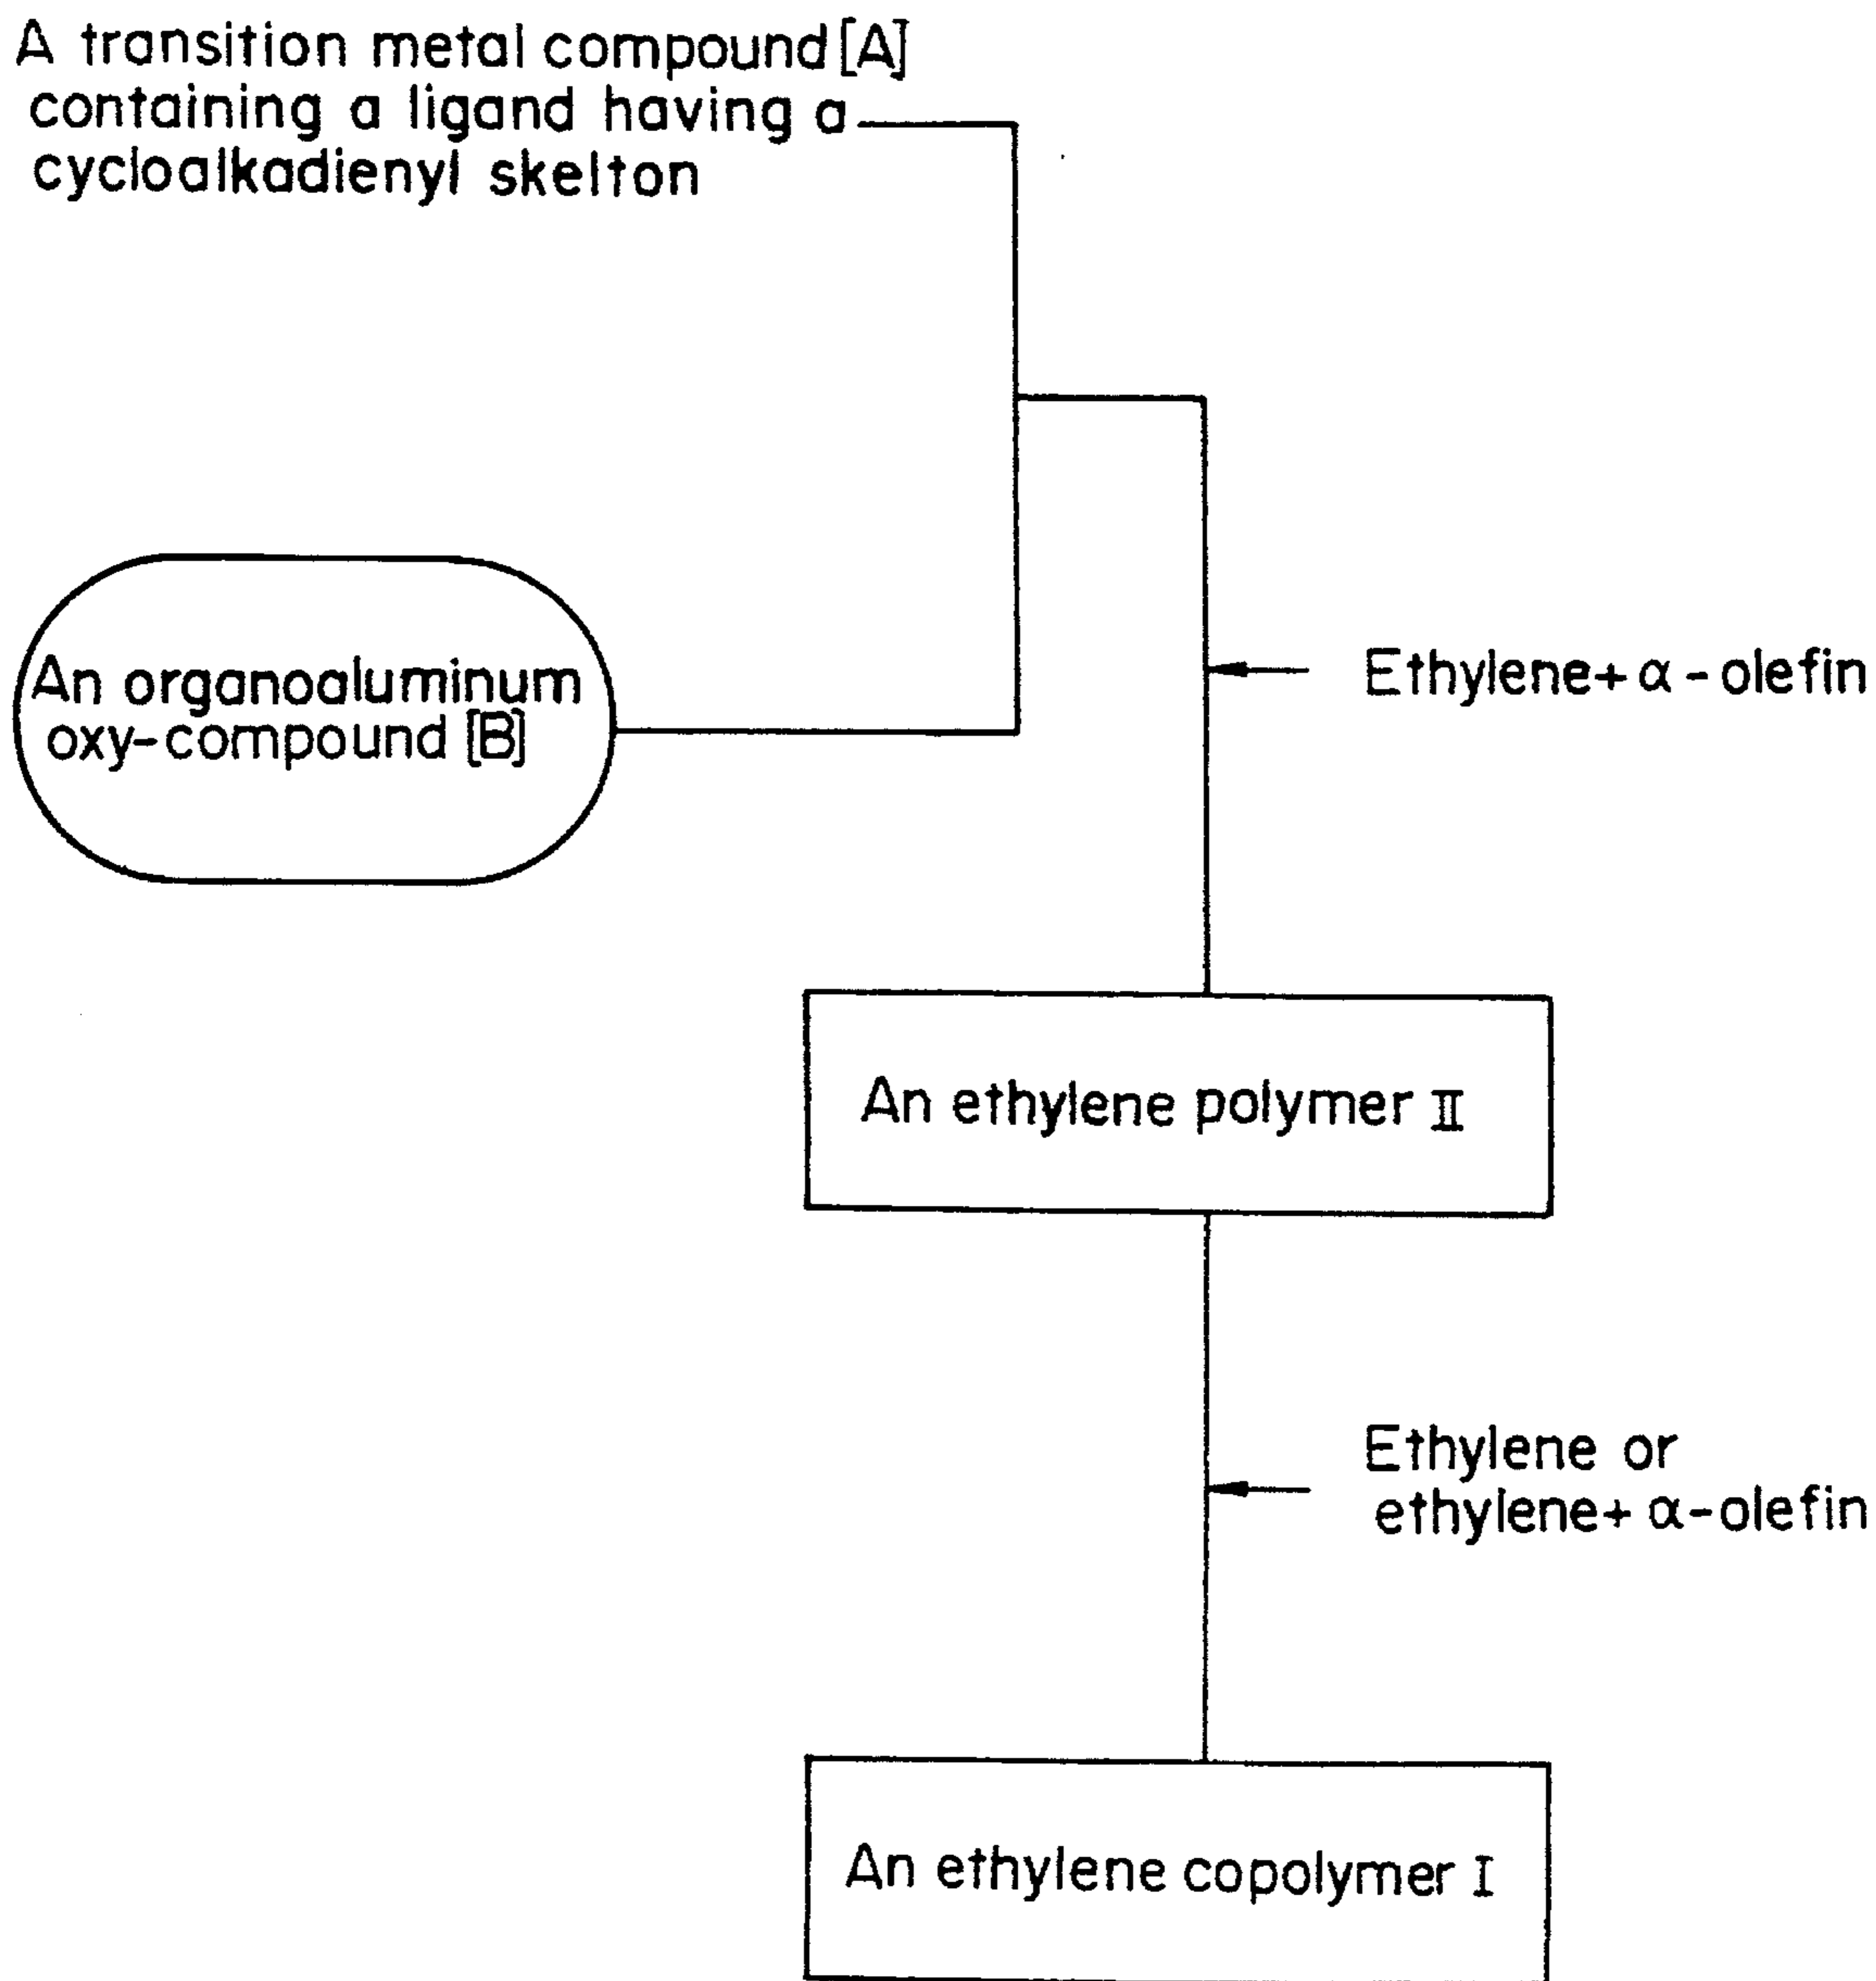 A transition metal compound [A]
containing a ligand having a
cycloalkadienyl skelton
An organoaluminum
oxy-compound [B]
Ethylene+ α - olefin
An ethylene polymer II
Ethylene or
ethylene+ α-olefin
An ethylene copolymer I